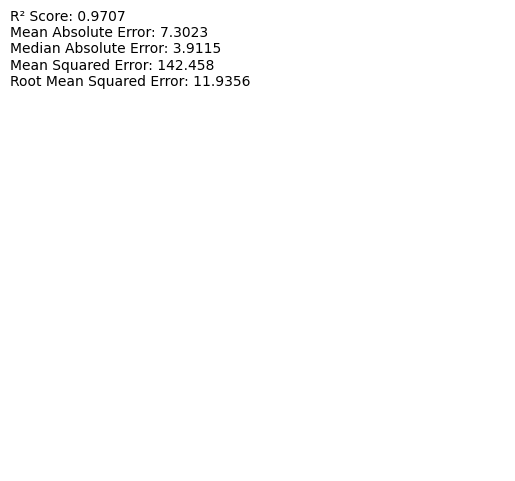 R² Score: 0.9707
Mean Absolute Error: 7.3023
Median Absolute Error: 3.9115
Mean Squared Error: 142.458
Root Mean Squared Error: 11.9356